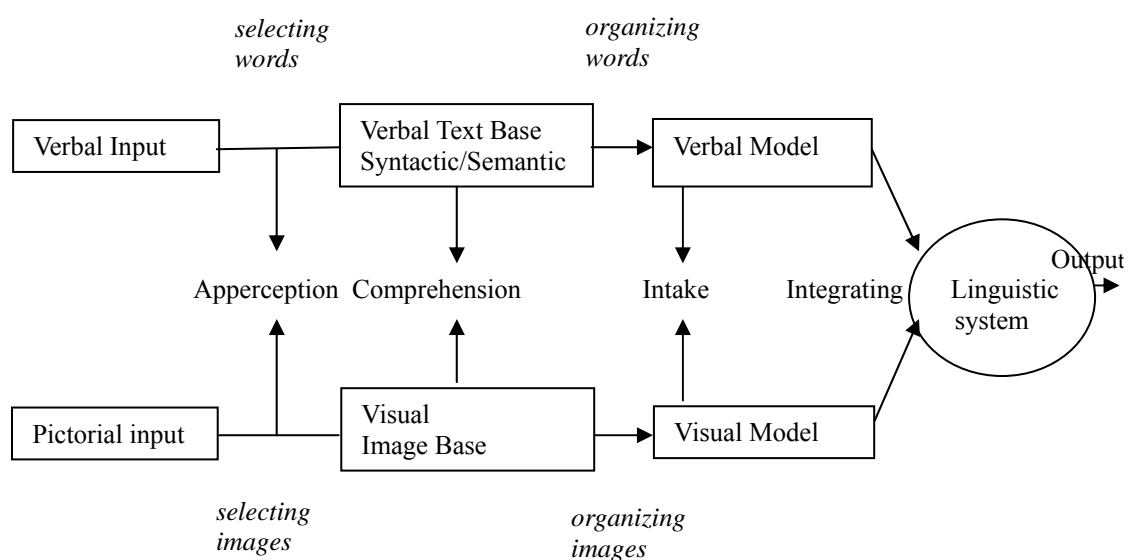 selecting
words
organizing
words
Verbal Input
Verbal Text Base
Syntactic/Semantic
Verbal Model
Apperception
Comprehension
Intake
Integrating
Linguistic
system
Output
Pictorial input
Visual
Image Base
Visual Model
selecting
images
organizing
images